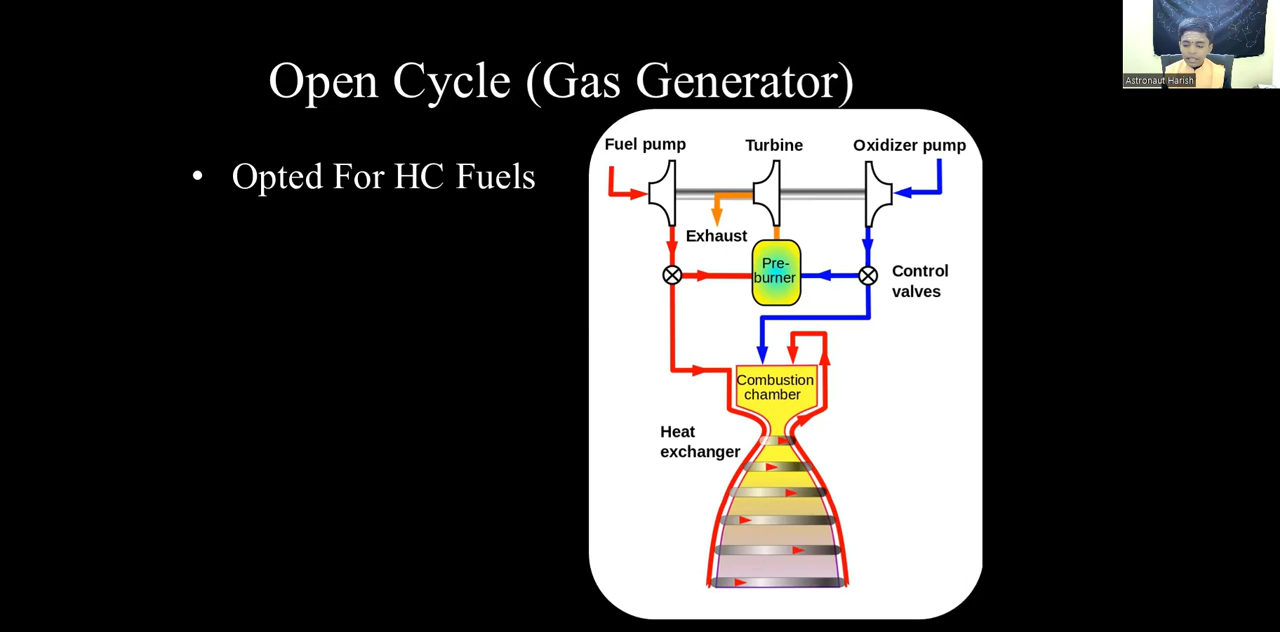 Open Cycle (Gas Generator)
• Opted For HC Fuels
Fuel pump
Turbine
Oxidizer pump
Exhaust
Pre-
burner
Control
valves
Combustion
chamber
Heat
exchanger
Astronaut Harish